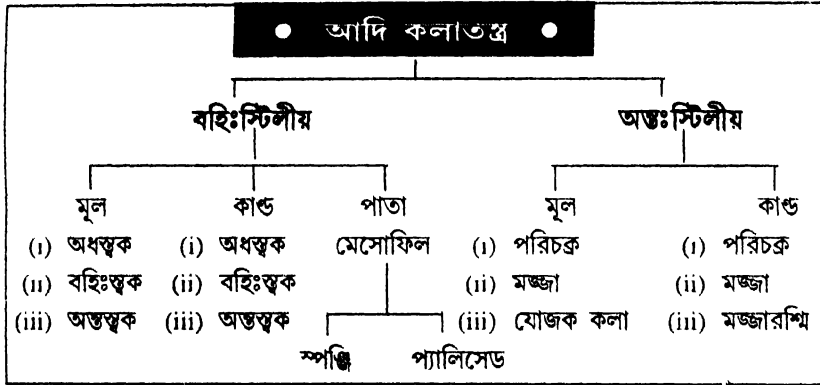 ● আদি কলাতন্ত্র ●
বহিঃস্টিলীয় অন্তঃস্টিলীয়
মূল কাণ্ড পাতা মূল কাণ্ড
(i) অধস্ত্বক (i) অধস্ত্বক মেসোফিল (i) পরিচক্র (i) পরিচক্র
(ii) বহিঃস্ত্বক (ii) বহিঃস্ত্বক (ii) মজ্জা (ii) মজ্জা
(iii) অন্তস্ত্বক (iii) অন্তস্ত্বক (iii) যোজক কলা (iii) মজ্জারশ্মি
স্পঞ্জি প্যালিসেড